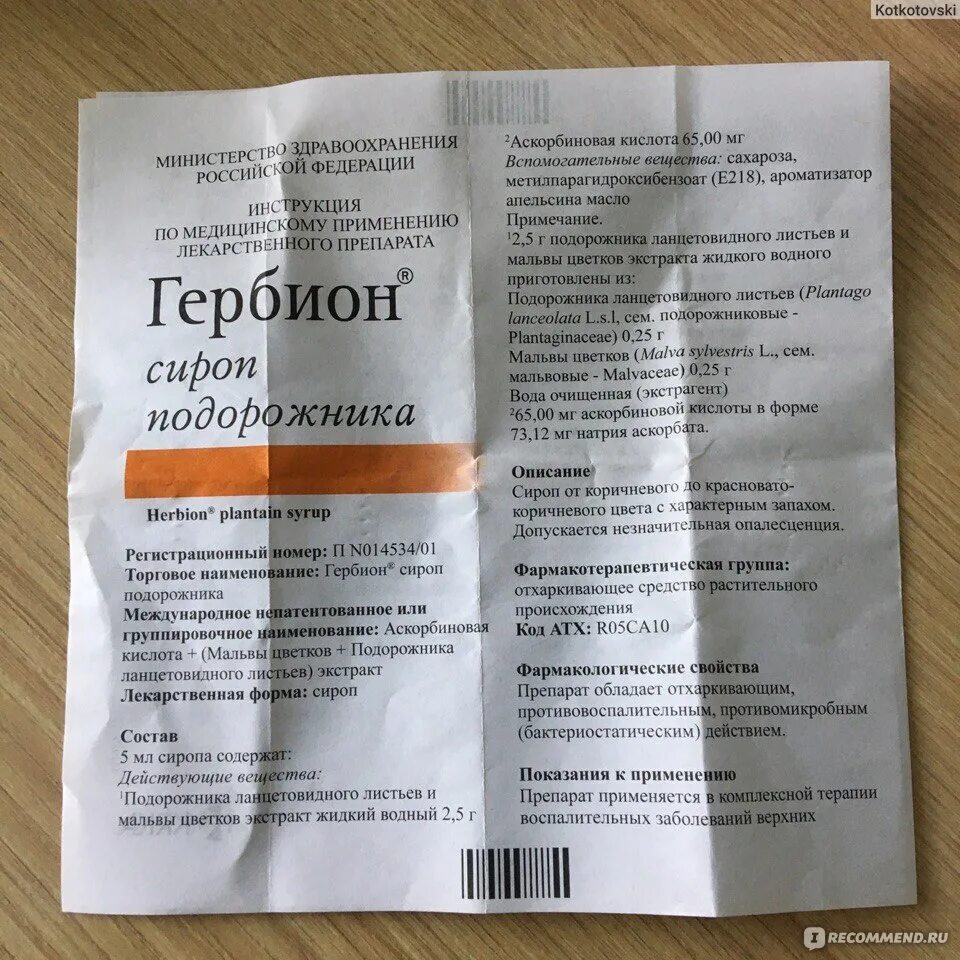 Kotkotovski
МИНИСТЕРСТВО ЗДРАВООХРАНЕНИЯ
РОССИЙСКОЙ ФЕДЕРАЦИИ
ИНСТРУКЦИЯ
ПО МЕДИЦИНСКОМУ ПРИМЕНЕНИЮ
ЛЕКАРСТВЕННОГО ПРЕПАРАТА
Гербион®
сироп
подорожника
Herbion® plantain syrup
Регистрационный номер: П N014534/01
Торговое наименование: Гербион® сироп
подорожника
Международное непатентованное или
группировочное наименование: Аскорбиновая
кислота + (Мальвы цветков + Подорожника
ланцетовидного листьев) экстракт
Лекарственная форма: сироп
Состав
5 мл сиропа содержат:
Действующие вещества:
¹Подорожника ланцетовидного листьев и
мальвы цветков экстракт жидкий водный 2,5 г
²Аскорбиновая кислота 65,00 мг
Вспомогательные вещества: сахароза,
метилпарагидроксибензоат (Е218), ароматизатор
апельсина масло
Примечание.
¹2,5 г подорожника ланцетовидного листьев и
мальвы цветков экстракта жидкого водного
приготовлены из:
Подорожника ланцетовидного листьев (Plantago
lanceolata L.s.l, сем. подорожниковые -
Plantaginaceae) 0,25 г
Мальвы цветков (Malva sylvestris L., сем.
мальвовые - Malvaceae) 0,25 г
Вода очищенная (экстрагент)
²65,00 мг аскорбиновой кислоты в форме
73,12 мг натрия аскорбата.
Описание
Сироп от коричневого до красновато-
коричневого цвета с характерным запахом.
Допускается незначительная опалесценция.
Фармакотерапевтическая группа:
отхаркивающее средство растительного
происхождения
Код АТХ: R05CA10
Фармакологические свойства
Препарат обладает отхаркивающим,
противовоспалительным, противомикробным
(бактериостатическим) действием.
Показания к применению
Препарат применяется в комплексной терапии
воспалительных заболеваний верхних
IRECOMMEND.RU